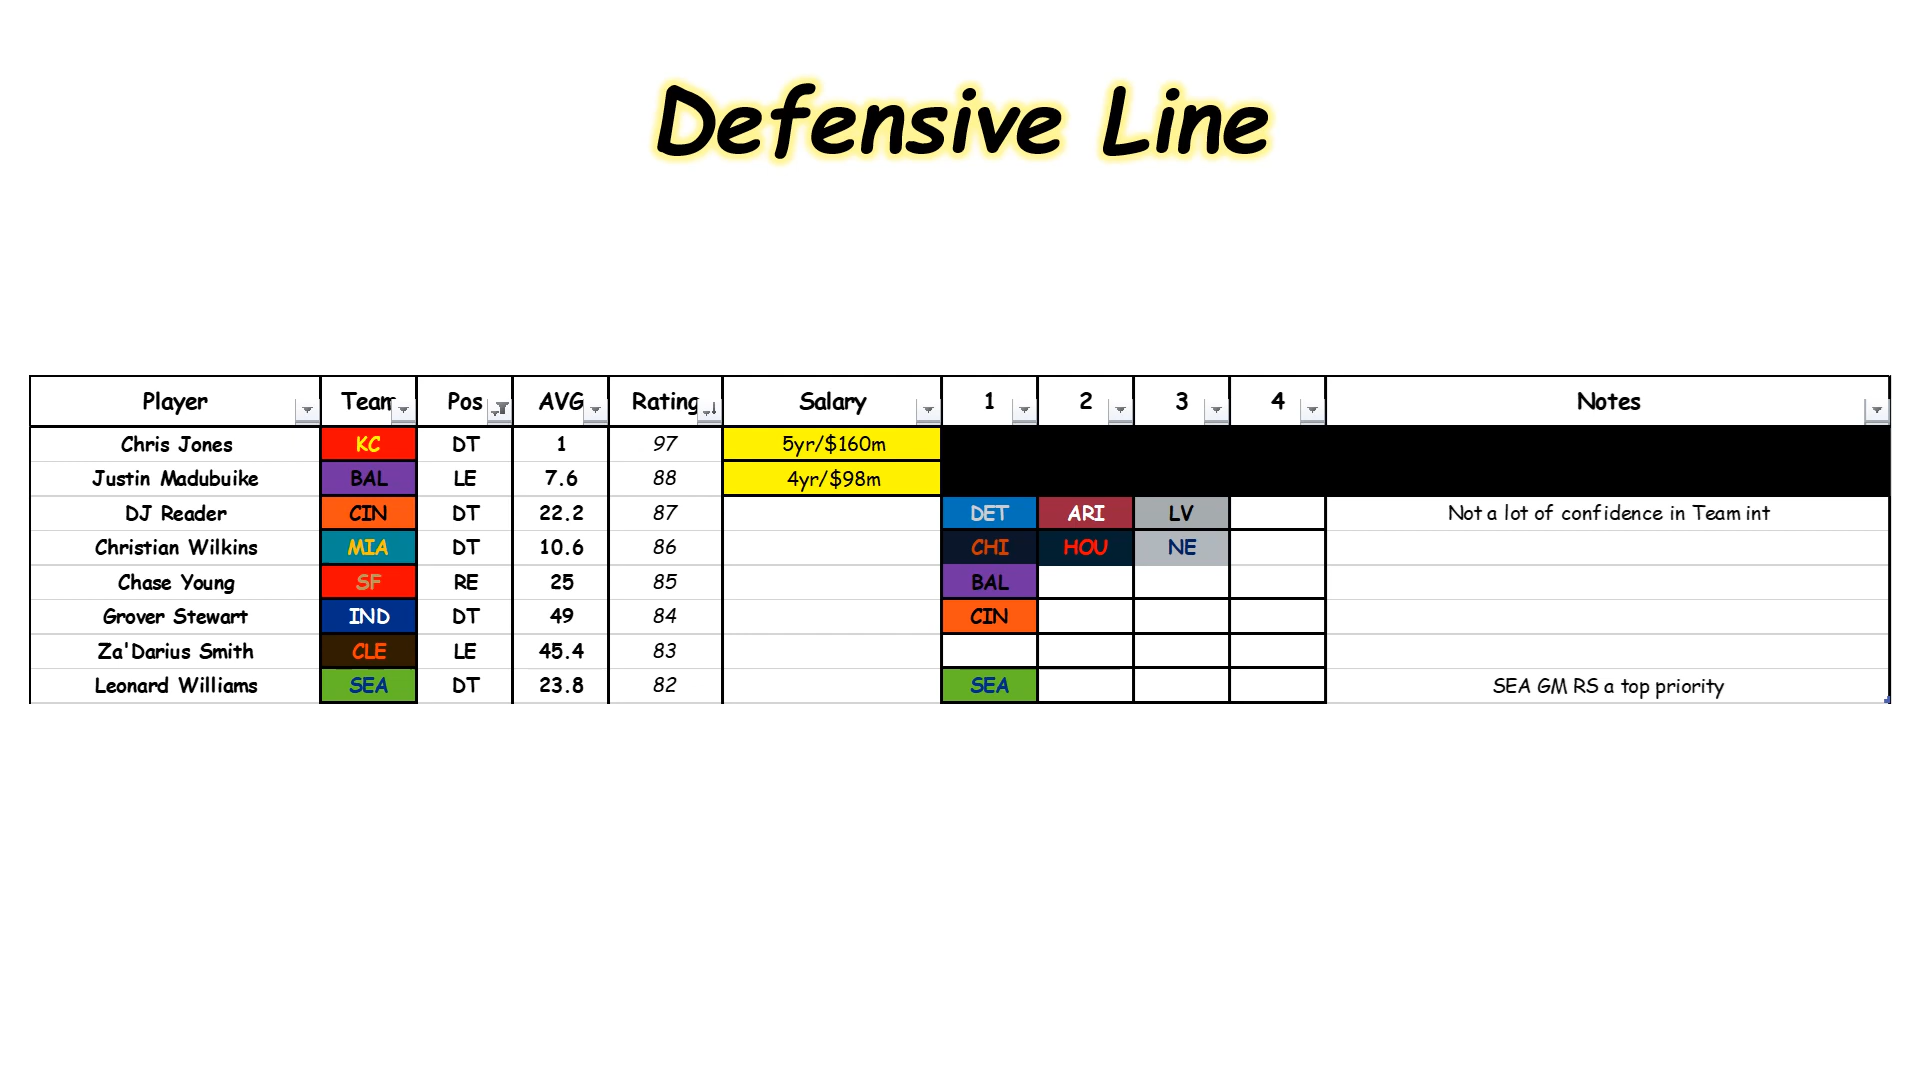 Defensive Line
Player Team Pos AVG Rating Salary 1 2 3 4 Notes
Chris Jones KC DT 1 97 5yr/$160m
Justin Madubuike BAL LE 7.6 88 4yr/$98m
DJ Reader CIN DT 22.2 87 DET ARI LV Not a lot of confidence in Team int
Christian Wilkins MIA DT 10.6 86 CHI HOU NE
Chase Young SF RE 25 85 BAL
Grover Stewart IND DT 49 84 CIN
Za'Darius Smith CLE LE 45.4 83
Leonard Williams SEA DT 23.8 82 SEA SEA GM RS a top priority